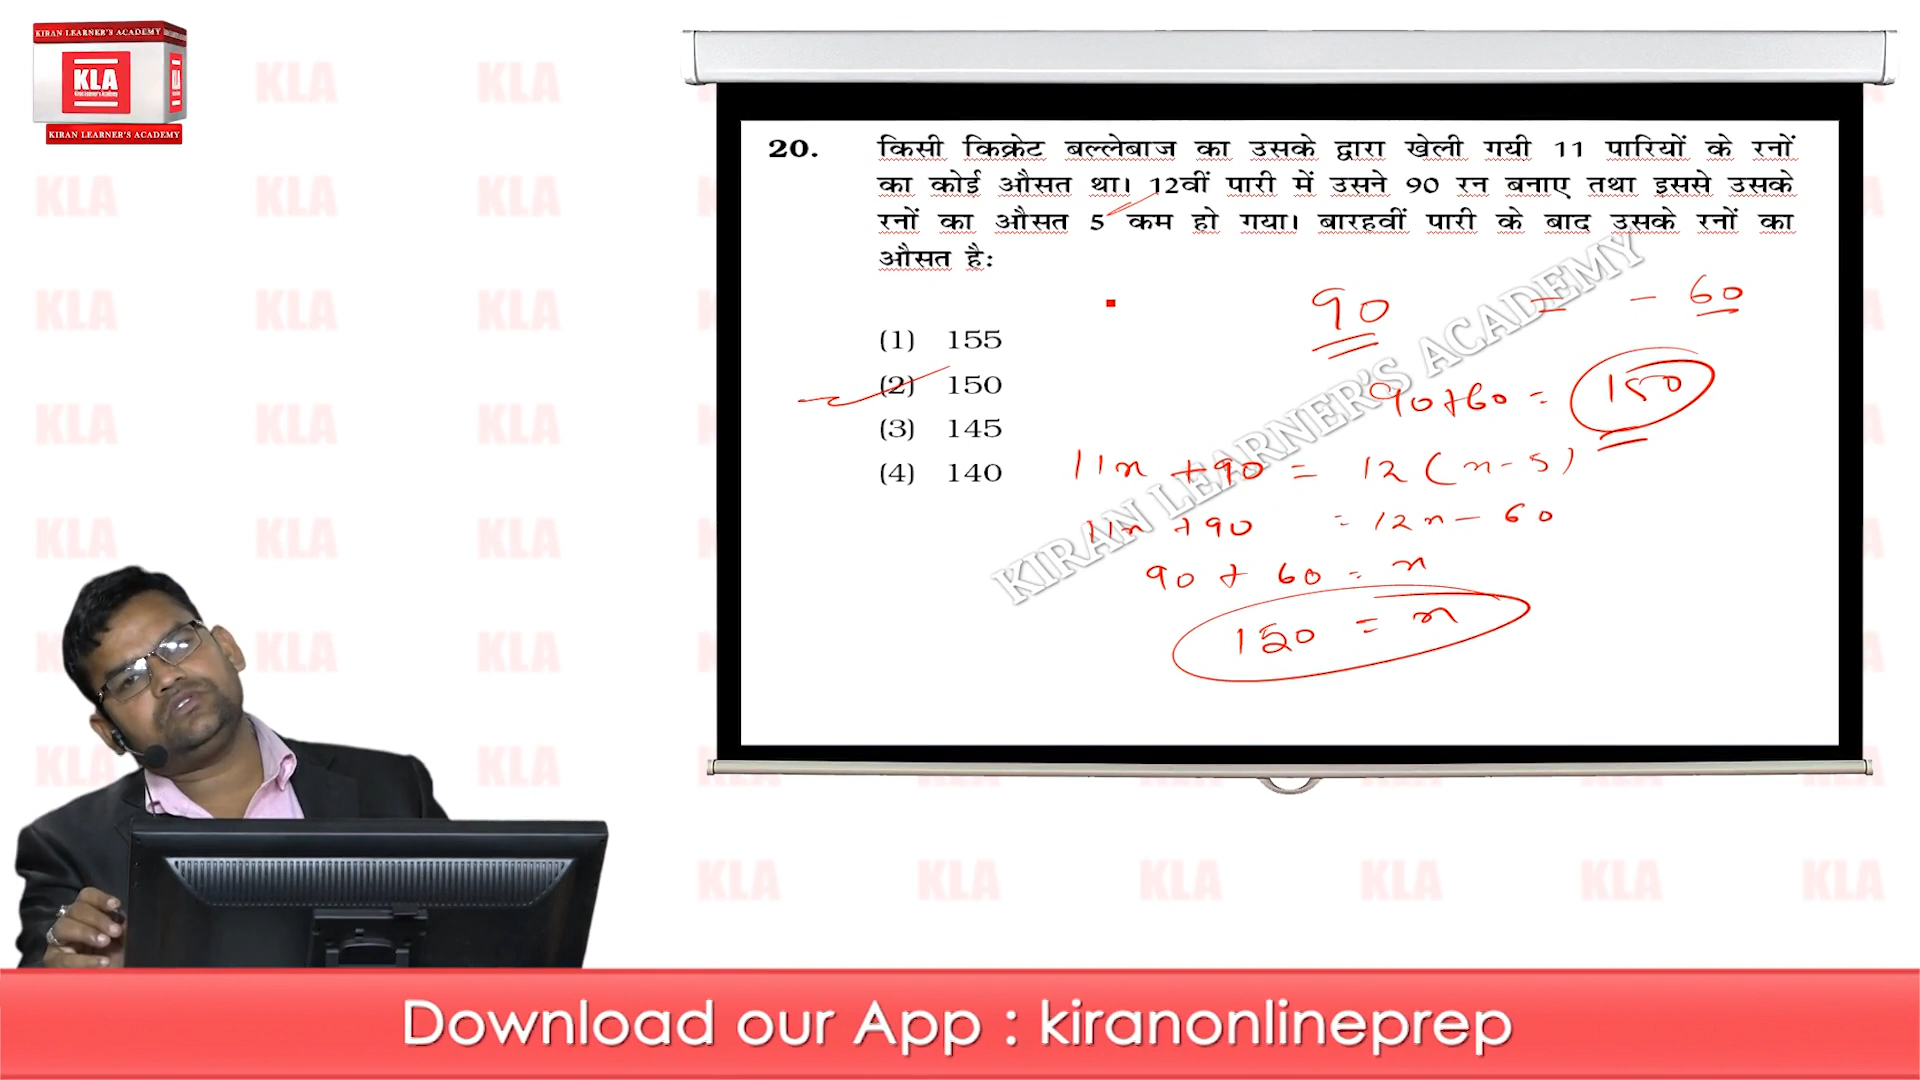 KIRAN LEARNER'S ACADEMY
KLA
KIRAN LEARNER'S ACADEMY
20. किसी क्रिकेट बल्लेबाज का उसके द्वारा खेली गयी 11 पारियों के रनों
का कोई औसत था। 12वीं पारी में उसने 90 रन बनाए तथा इससे उसके
रनों का औसत 5 कम हो गया। बारहवीं पारी के बाद उसके रनों का
औसत है:
90 = - 60
(1) 155
(2) 150
90+60 = 150
(3) 145
(4) 140
11x + 90 = 12 (x - 5)
11x + 90 = 12x - 60
90 + 60 = x
150 = x
KIRAN LEARNER'S ACADEMY
Download our App : kiranonlineprep